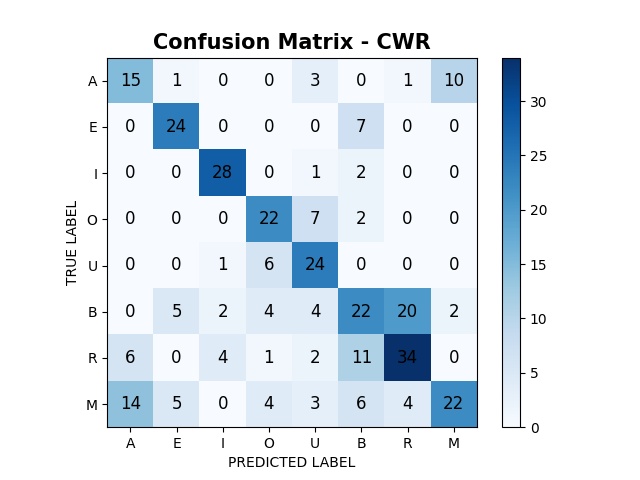 Confusion Matrix - CWR
A 15 1 0 0 3 0 1 10
E 0 24 0 0 0 7 0 0
I 0 0 28 0 1 2 0 0
O 0 0 0 22 7 2 0 0
U 0 0 1 6 24 0 0 0
B 0 5 2 4 4 22 20 2
R 6 0 4 1 2 11 34 0
M 14 5 0 4 3 6 4 22
A E I O U B R M
PREDICTED LABEL
TRUE LABEL
30
25
20
15
10
5
0